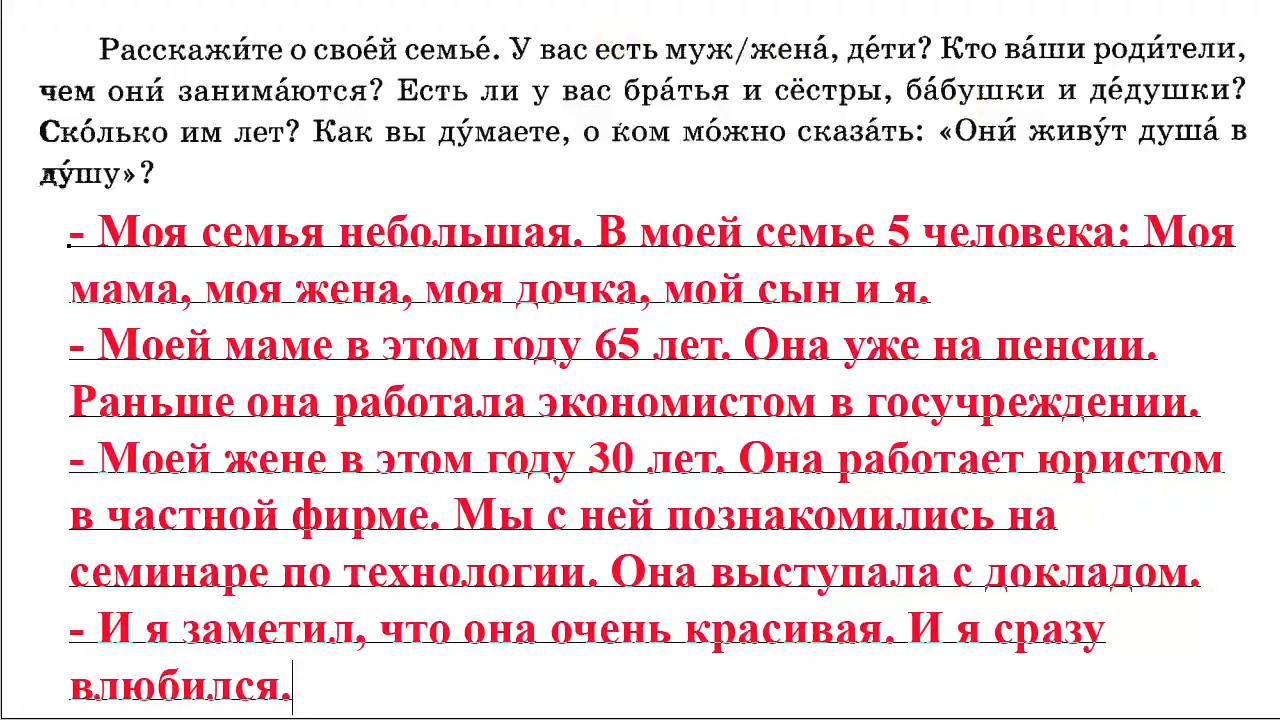 Расскажи́те о свое́й семье́. У вас есть муж/жена́, де́ти? Кто ва́ши роди́тели,
чем они́ занима́ются? Есть ли у вас бра́тья и сёстры, ба́бушки и де́душки?
Ско́лько им лет? Как вы ду́маете, о ком мо́жно сказа́ть: «Они́ живу́т душа́ в
ду́шу»?
- Моя семья небольшая. В моей семье 5 человека: Моя
мама, моя жена, моя дочка, мой сын и я.
- Моей маме в этом году 65 лет. Она уже на пенсии.
Раньше она работала экономистом в госучреждении.
- Моей жене в этом году 30 лет. Она работает юристом
в частной фирме. Мы с ней познакомились на
семинаре по технологии. Она выступала с докладом.
- И я заметил, что она очень красивая. И я сразу
влюбился.